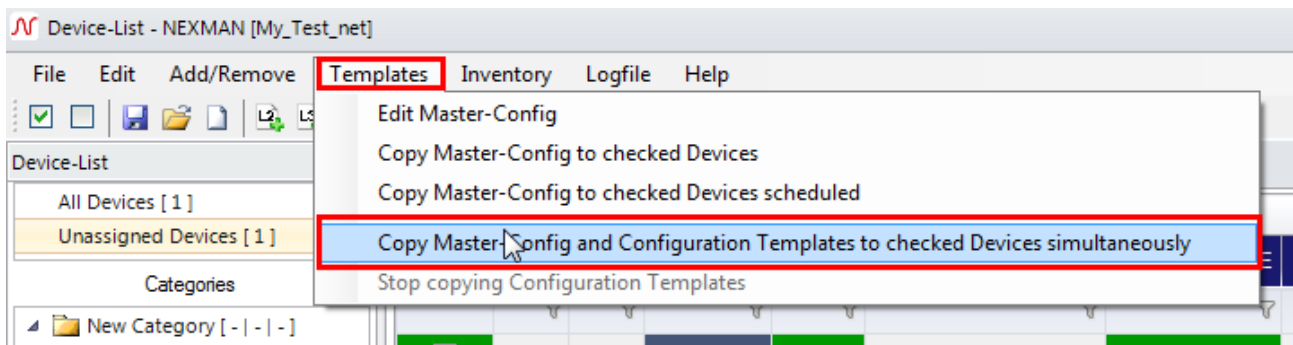 Device-List - NEXMAN [My_Test_net]
File Edit Add/Remove Templates Inventory Logfile Help
L2
Edit Master-Config
Copy Master-Config to checked Devices
Copy Master-Config to checked Devices scheduled
Copy Master-Config and Configuration Templates to checked Devices simultaneously
Stop copying Configuration Templates
Device-List
All Devices [ 1 ]
Unassigned Devices [ 1 ]
Categories
New Category [ - | - | - ]